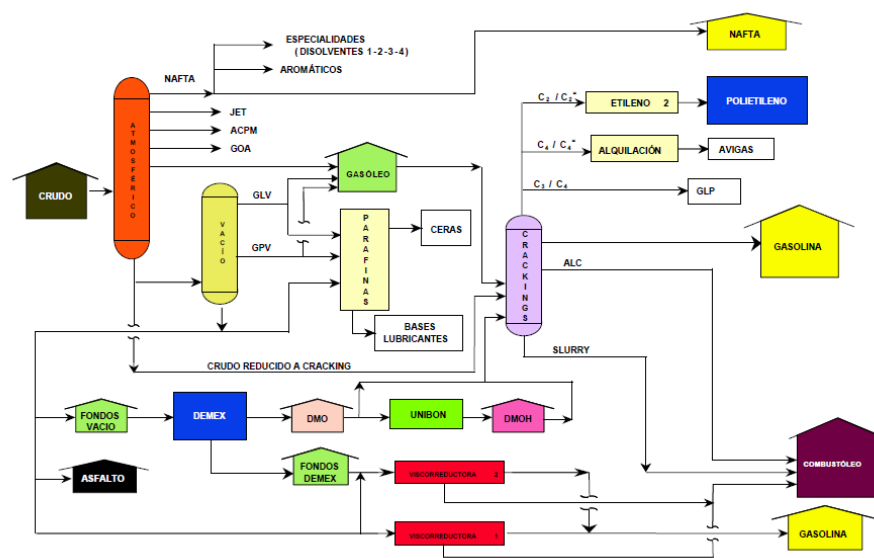 ESPECIALIDADES
( DISOLVENTES 1 - 2 - 3 - 4 )
NAFTA
AROMÁTICOS
NAFTA
JET
ACPM
GOA
ATMOSFÉRICO
CRUDO
GASÓLEO
GLV
GPV
VACÍO
PARAFINAS
CERAS
BASES
LUBRICANTES
C2 / C2=
ETILENO 2
POLIETILENO
C4 / C4=
ALQUILACIÓN
AVIGAS
C3 / C4
GLP
CRACKINGS
GASOLINA
ALC
SLURRY
CRUDO REDUCIDO A CRACKING
FONDOS
VACIO
DEMEX
DMO
UNIBON
DMOH
ASFALTO
FONDOS
DEMEX
VISCORREDUCTORA 2
COMBUSTÓLEO
VISCORREDUCTORA 1
GASOLINA